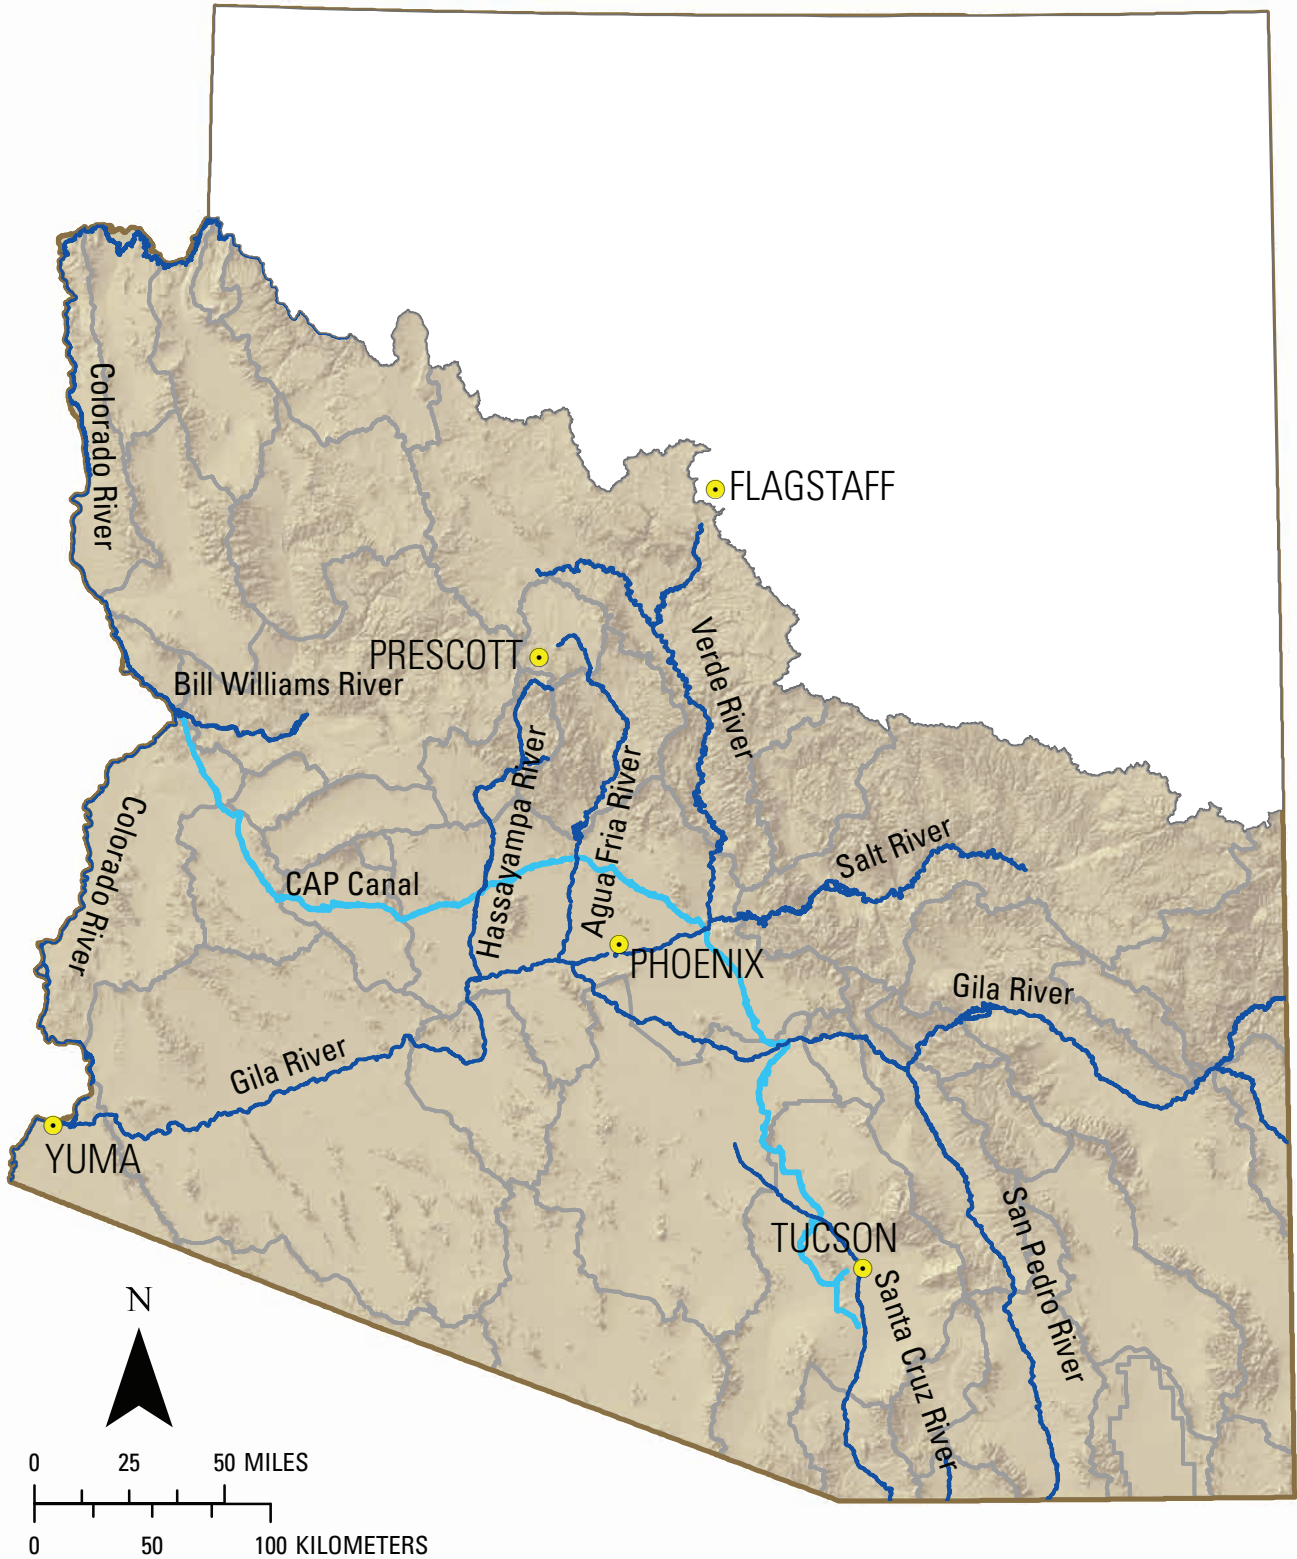 FLAGSTAFF
Colorado River
Verde River
PRESCOTT
Bill Williams River
Hassayampa River
Agua Fria River
Colorado River
Salt River
CAP Canal
PHOENIX
Gila River
Gila River
YUMA
San Pedro River
TUCSON
Santa Cruz River
N
0 25 50 MILES
0 50 100 KILOMETERS